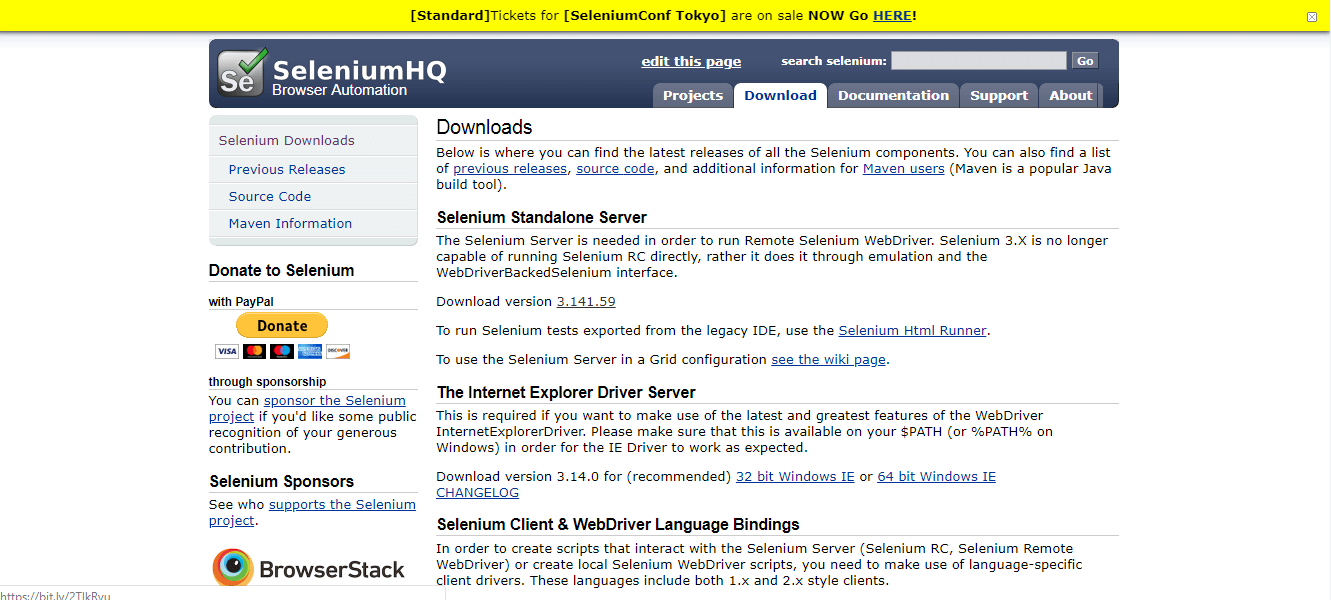 [Standard]Tickets for [SeleniumConf Tokyo] are on sale NOW Go HERE!
Se
SeleniumHQ
Browser Automation
edit this page
search selenium:
Go
Projects
Download
Documentation
Support
About
Selenium Downloads
Previous Releases
Source Code
Maven Information
Donate to Selenium
with PayPal
Donate
VISA
DISCOVER
through sponsorship
You can sponsor the Selenium
project if you'd like some public
recognition of your generous
contribution.
Selenium Sponsors
See who supports the Selenium
project.
BrowserStack
Downloads
Below is where you can find the latest releases of all the Selenium components. You can also find a list
of previous releases, source code, and additional information for Maven users (Maven is a popular Java
build tool).
Selenium Standalone Server
The Selenium Server is needed in order to run Remote Selenium WebDriver. Selenium 3.X is no longer
capable of running Selenium RC directly, rather it does it through emulation and the
WebDriverBackedSelenium interface.
Download version 3.141.59
To run Selenium tests exported from the legacy IDE, use the Selenium Html Runner.
To use the Selenium Server in a Grid configuration see the wiki page.
The Internet Explorer Driver Server
This is required if you want to make use of the latest and greatest features of the WebDriver
InternetExplorerDriver. Please make sure that this is available on your $PATH (or %PATH% on
Windows) in order for the IE Driver to work as expected.
Download version 3.14.0 for (recommended) 32 bit Windows IE or 64 bit Windows IE
CHANGELOG
Selenium Client & WebDriver Language Bindings
In order to create scripts that interact with the Selenium Server (Selenium RC, Selenium Remote
WebDriver) or create local Selenium WebDriver scripts, you need to make use of language-specific
client drivers. These languages include both 1.x and 2.x style clients.